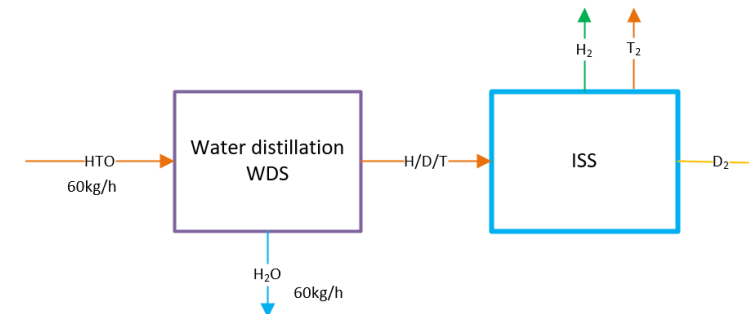 H₂
T₂
HTO
60kg/h
Water distillation
WDS
H/D/T
ISS
D₂
H₂O
60kg/h